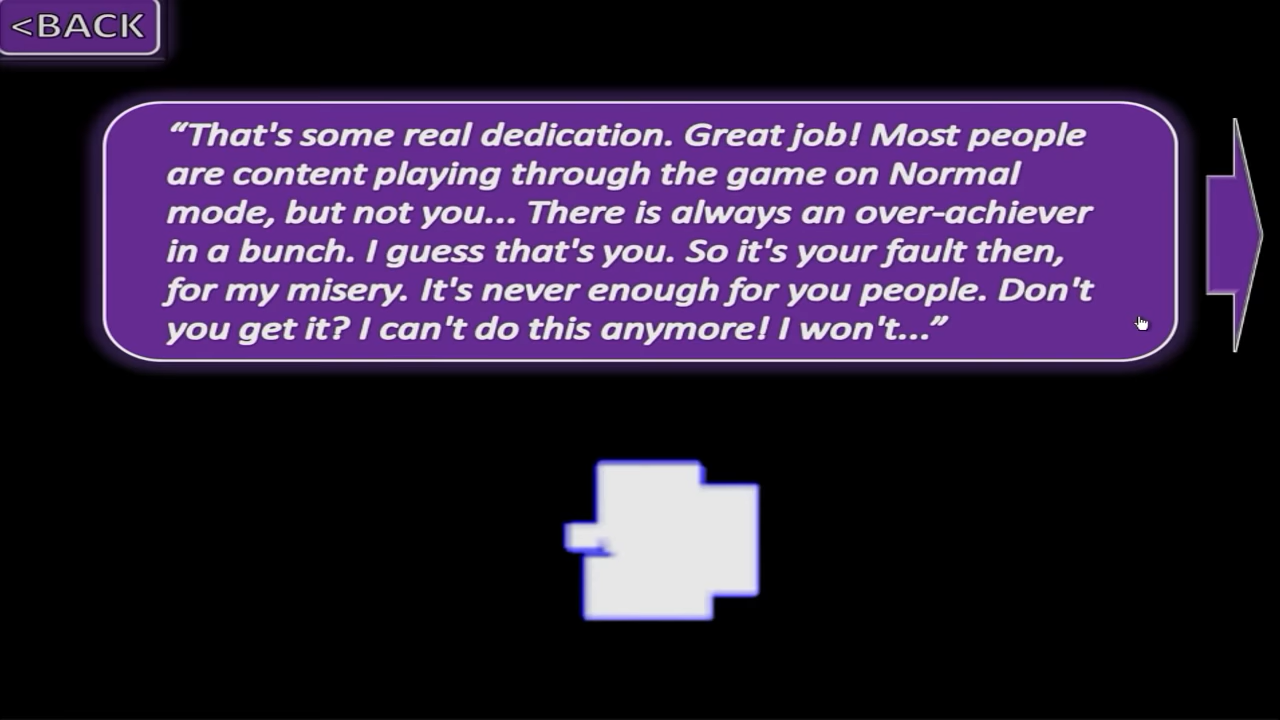 <BACK
“That's some real dedication. Great job! Most people
are content playing through the game on Normal
mode, but not you... There is always an over-achiever
in a bunch. I guess that's you. So it's your fault then,
for my misery. It's never enough for you people. Don't
you get it? I can't do this anymore! I won't...”